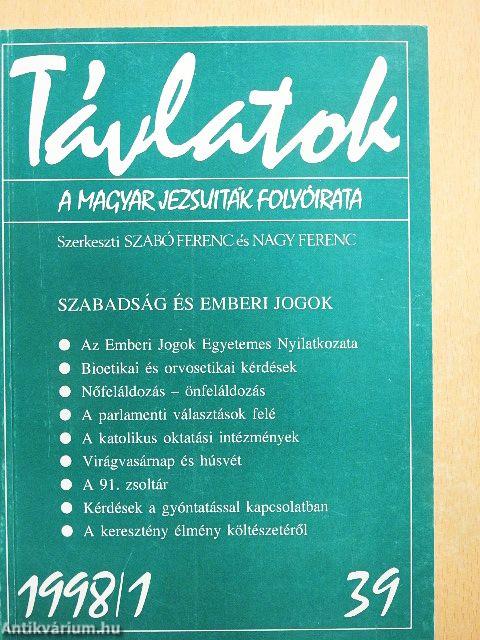 Távlatok
A MAGYAR JEZSUITÁK FOLYÓIRATA
Szerkeszti SZABÓ FERENC és NAGY FERENC
SZABADSÁG ÉS EMBERI JOGOK
● Az Emberi Jogok Egyetemes Nyilatkozata
● Bioetikai és orvosetikai kérdések
● Nőfeláldozás – önfeláldozás
● A parlamenti választások felé
● A katolikus oktatási intézmények
● Virágvasárnap és húsvét
● A 91. zsoltár
● Kérdések a gyóntatással kapcsolatban
● A keresztény élmény költészetéről
1998/1 39
Antikvárium.hu